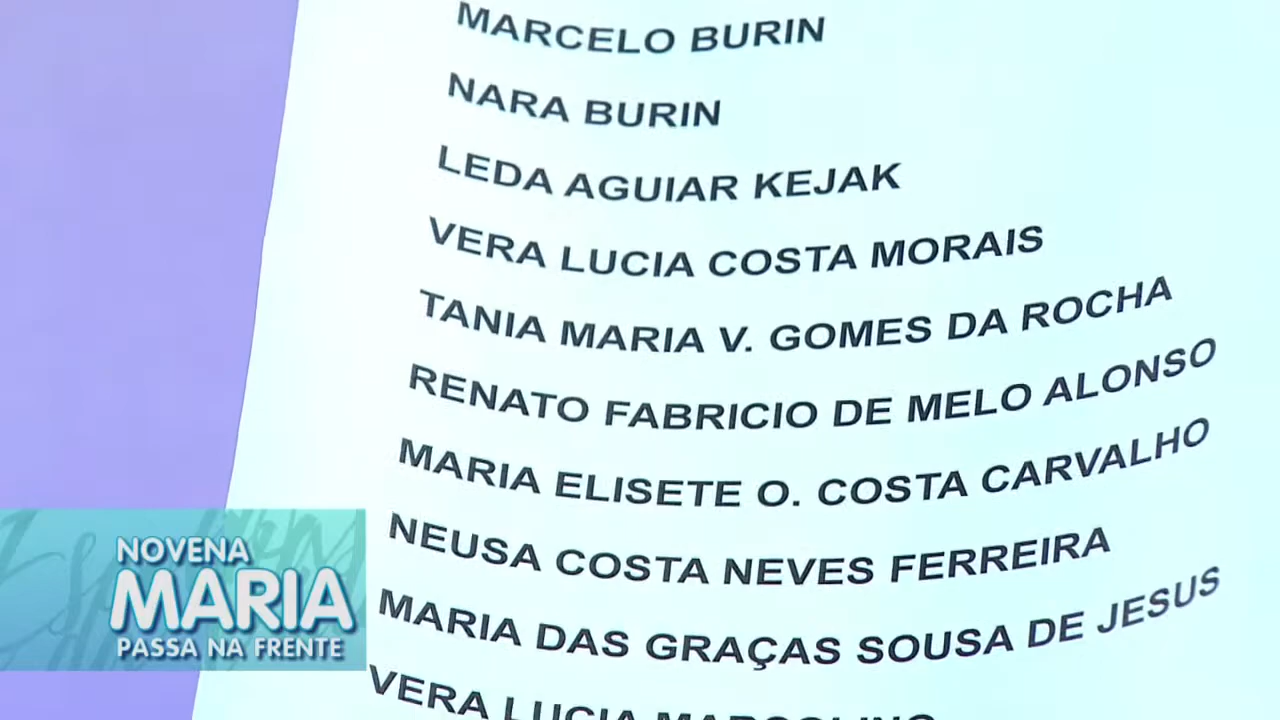 MARCELO BURIN
NARA BURIN
LEDA AGUIAR KEJAK
VERA LUCIA COSTA MORAIS
TANIA MARIA V. GOMES DA ROCHA
RENATO FABRICIO DE MELO ALONSO
MARIA ELISETE O. COSTA CARVALHO
NEUSA COSTA NEVES FERREIRA
MARIA DAS GRAÇAS SOUSA DE JESUS
VERA LUCIA MARCOLINO
NOVENA
MARIA
PASSA NA FRENTE